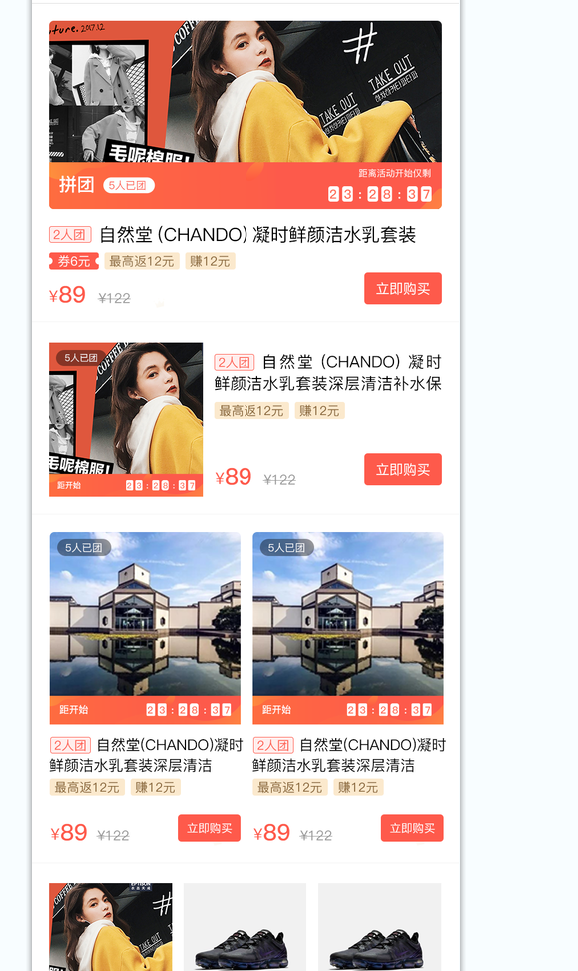 ture. 2017.12
COFFE
#
TAKE OUT
TAKE OUT
毛呢棉服!
距离活动开始仅剩
拼团 5人已团
23:28:37
2人团 自然堂 (CHANDO) 凝时鲜颜洁水乳套装
券6元 最高返12元 赚12元
¥89 ¥122 立即购买
5人已团
COFFEE
毛呢棉服!
距开始 23:28:37
2人团 自然堂 (CHANDO) 凝时
鲜颜洁水乳套装深层清洁补水保
最高返12元 赚12元
¥89 ¥122 立即购买
5人已团
距开始 23:28:37
2人团 自然堂(CHANDO)凝时
鲜颜洁水乳套装深层清洁
最高返12元 赚12元
¥89 ¥122 立即购买
5人已团
距开始 23:28:37
2人团 自然堂(CHANDO)凝时
鲜颜洁水乳套装深层清洁
最高返12元 赚12元
¥89 ¥122 立即购买
COFFEE
#
TAKE OUT